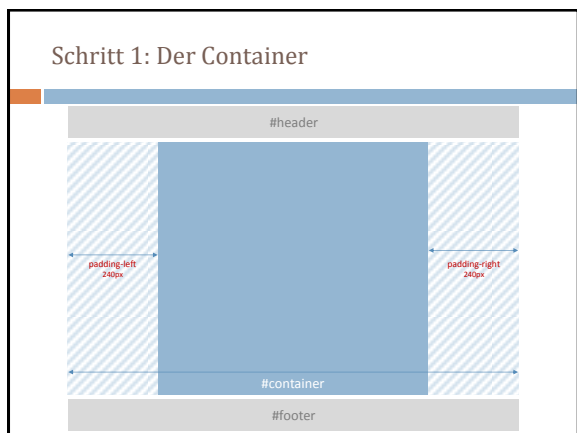 Schritt 1: Der Container
#header
padding-left
240px
padding-right
240px
#container
#footer